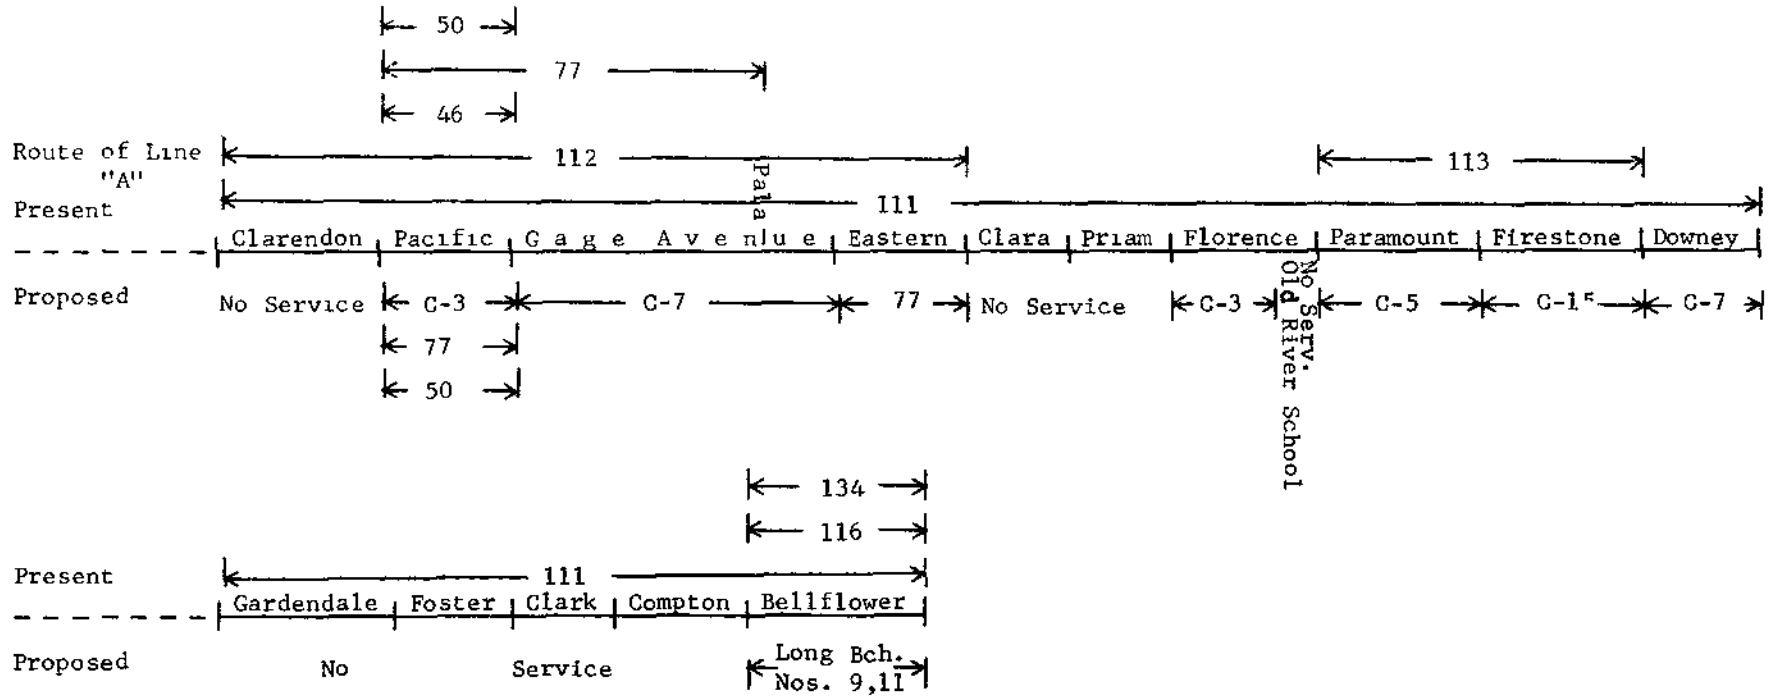 50
77
46
Route of Line 112 113
"A"
Pala
Present 111
Clarendon Pacific Gage Avenue Eastern Clara Priam Florence Paramount Firestone Downey
Proposed No Service C-3 C-7 77 No Service C-3 C-5 C-15 C-7
No Serv.
Old River School
77
50
134
116
Present 111
Gardendale Foster Clark Compton Bellflower
Proposed No Service Long Bch.
Nos. 9,11